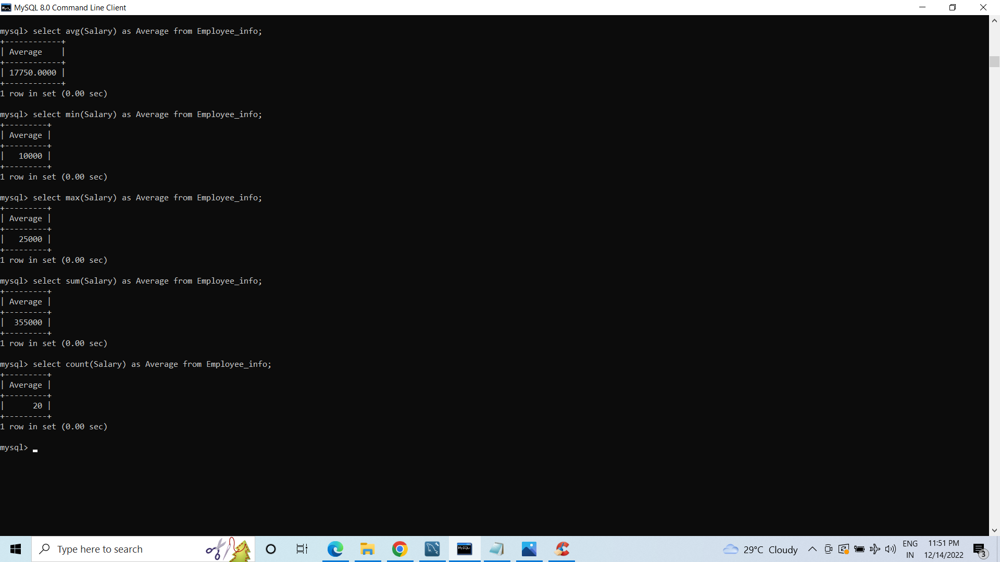 MySQL 8.0 Command Line Client
mysql> select avg(Salary) as Average from Employee_info;
+------------+
| Average    |
+------------+
| 17750.0000 |
+------------+
1 row in set (0.00 sec)
mysql> select min(Salary) as Average from Employee_info;
+---------+
| Average |
+---------+
|   10000 |
+---------+
1 row in set (0.00 sec)
mysql> select max(Salary) as Average from Employee_info;
+---------+
| Average |
+---------+
|   25000 |
+---------+
1 row in set (0.00 sec)
mysql> select sum(Salary) as Average from Employee_info;
+---------+
| Average |
+---------+
|  355000 |
+---------+
1 row in set (0.00 sec)
mysql> select count(Salary) as Average from Employee_info;
+---------+
| Average |
+---------+
|      20 |
+---------+
1 row in set (0.00 sec)
mysql>
Type here to search
29°C Cloudy
ENG
IN
11:51 PM
12/14/2022
3